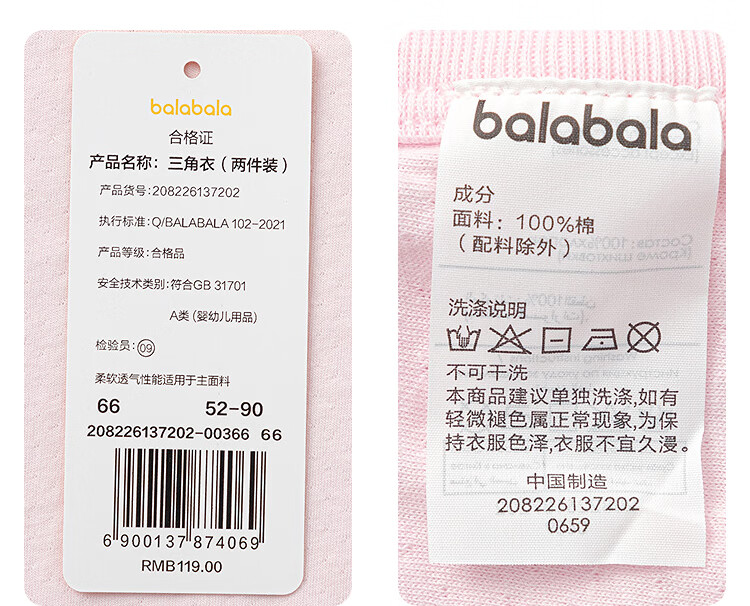 balabala
合格证
产品名称：三角衣（两件装）
产品货号:208226137202
执行标准:Q/BALABALA 102-2021
产品等级:合格品
安全技术类别:符合GB 31701
A类 (婴幼儿用品)
检验员:09
柔软透气性能适用于主面料
66 52-90
208226137202-00366 66
6 900137 874069
RMB119.00
balabala
成分
面料：100%棉
（配料除外）
洗涤说明
不可干洗
本商品建议单独洗涤,如有
轻微褪色属正常现象,为保
持衣服色泽,衣服不宜久漫。
中国制造
208226137202
0659